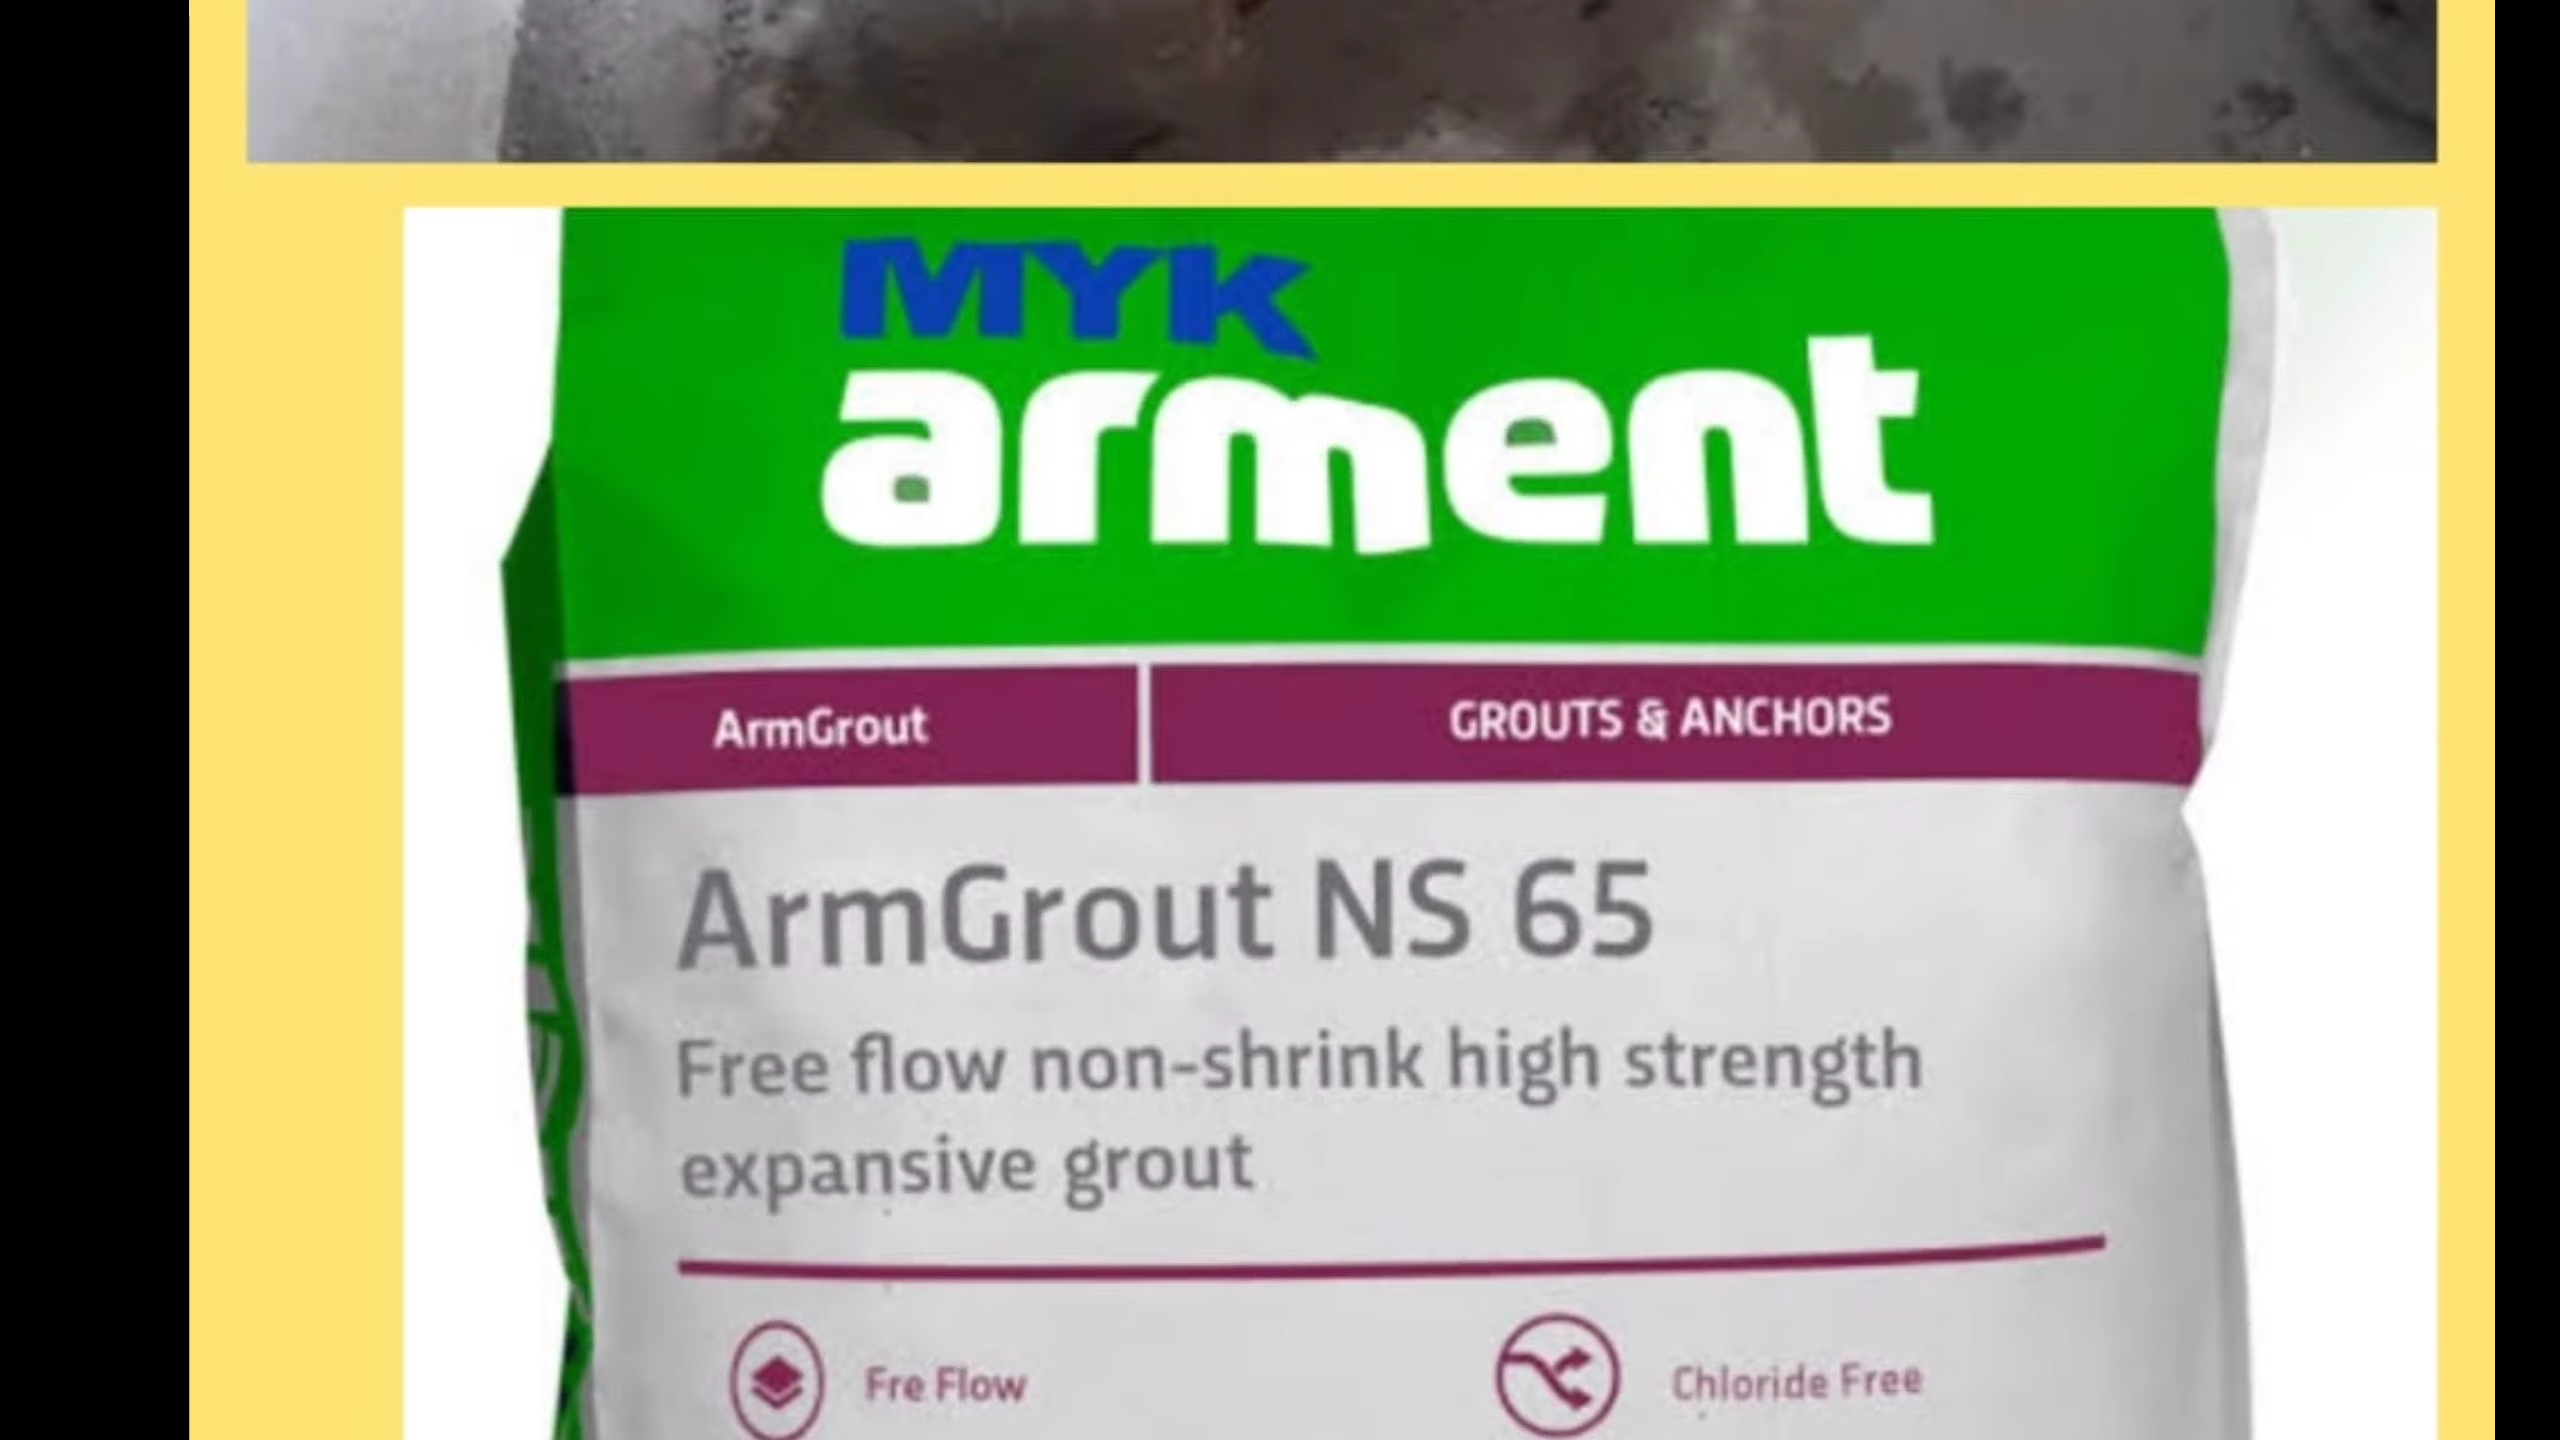 MYK
arment
ArmGrout GROUTS & ANCHORS
ArmGrout NS 65
Free flow non-shrink high strength
expansive grout
Fre Flow Chloride Free